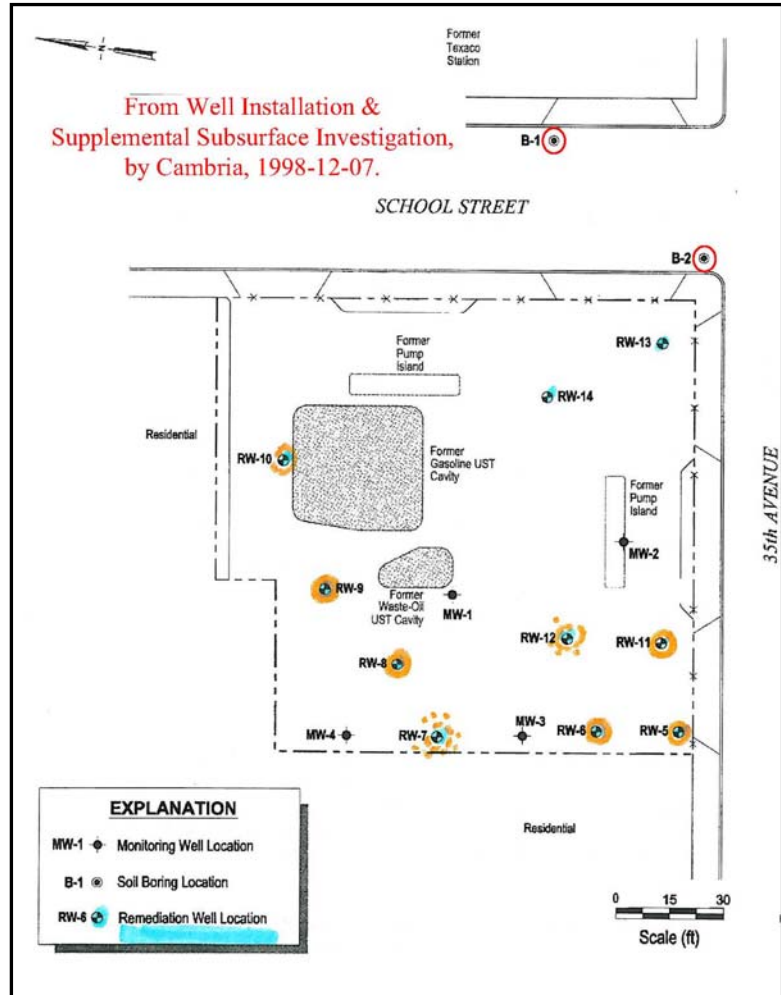 N
Former
Texaco
Station
From Well Installation &
Supplemental Subsurface Investigation,
by Cambria, 1998-12-07.
B-1
SCHOOL STREET
B-2
Former
Pump
Island
RW-13
RW-14
Residential
RW-10
Former
Gasoline UST
Cavity
Former
Pump
Island
35th AVENUE
MW-2
RW-9
Former
Waste-Oil
UST Cavity
MW-1
RW-12
RW-11
RW-8
MW-4
RW-7
MW-3
RW-6
RW-5
EXPLANATION
MW-1 Monitoring Well Location
B-1 Soil Boring Location
RW-6 Remediation Well Location
Residential
0 15 30
Scale (ft)